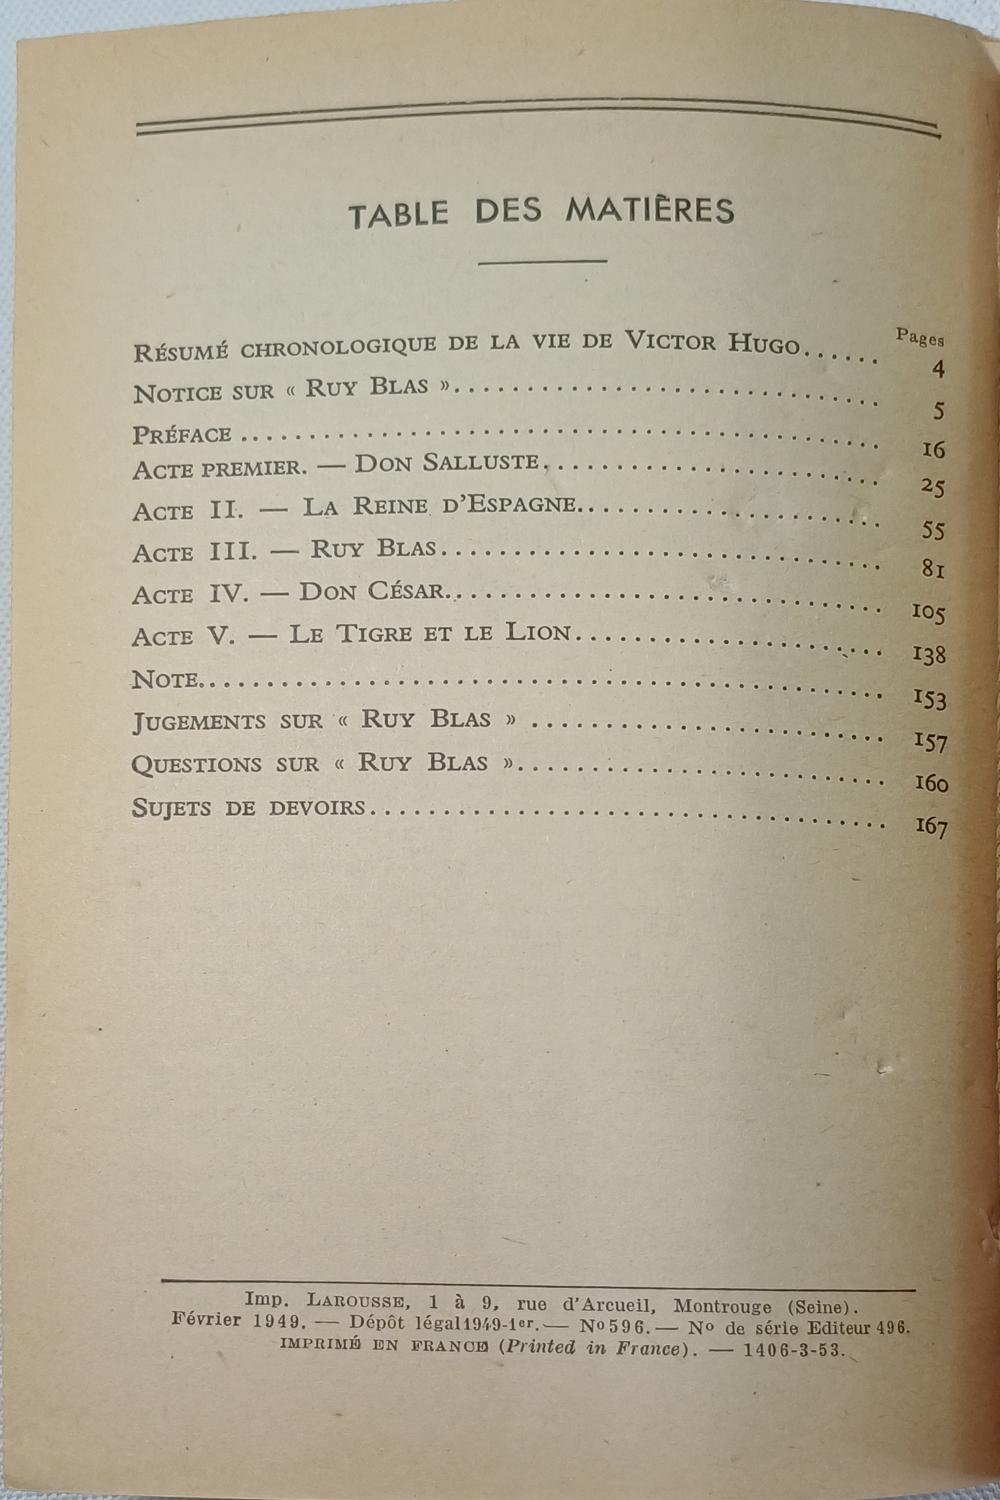 TABLE DES MATIÈRES
Pages
RÉSUMÉ CHRONOLOGIQUE DE LA VIE DE VICTOR HUGO...... 4
NOTICE SUR « RUY BLAS »................................ 5
PRÉFACE ................................................ 16
ACTE PREMIER. — DON SALLUSTE.......................... 25
ACTE II. — LA REINE D'ESPAGNE....................... 55
ACTE III. — RUY BLAS................................. 81
ACTE IV. — DON CÉSAR................................. 105
ACTE V. — LE TIGRE ET LE LION....................... 138
NOTE................................................... 153
JUGEMENTS SUR « RUY BLAS » .......................... 157
QUESTIONS SUR « RUY BLAS »........................... 160
SUJETS DE DEVOIRS...................................... 167
Imp. LAROUSSE, 1 à 9, rue d'Arcueil, Montrouge (Seine).
Février 1949. — Dépôt légal 1949-1er. — No 596. — No de série Editeur 496.
IMPRIMÉ EN FRANCE (Printed in France). — 1406-3-53.